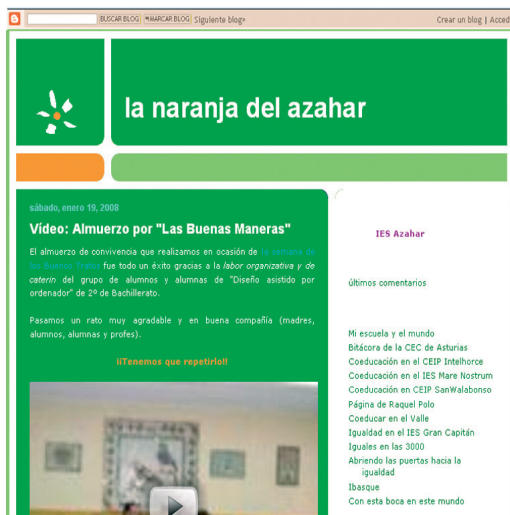 BUSCAR BLOG MARCAR BLOG Siguiente blog»
Crear un blog | Acced
la naranja del azahar
sábado, enero 19, 2008
Vídeo: Almuerzo por "Las Buenas Maneras"
El almuerzo de convivencia que realizamos en ocasión de la semana de
los Buenos Tratos fue todo un éxito gracias a la labor organizativa y de
caterin del grupo de alumnos y alumnas de "Diseño asistido por
ordenador" de 2º de Bachillerato.
Pasamos un rato muy agradable y en buena compañía (madres,
alumnos, alumnas y profes).
¡¡Tenemos que repetirlo!!
IES Azahar
últimos comentarios
Mi escuela y el mundo
Bitácora de la CEC de Asturias
Coeducación en el CEIP Intelhorce
Coeducación en el IES Mare Nostrum
Coeducación en CEIP SanWalabonso
Página de Raquel Polo
Coeducar en el Valle
Igualdad en el IES Gran Capitán
Iguales en las 3000
Abriendo las puertas hacia la
igualdad
Ibasque
Con esta boca en este mundo